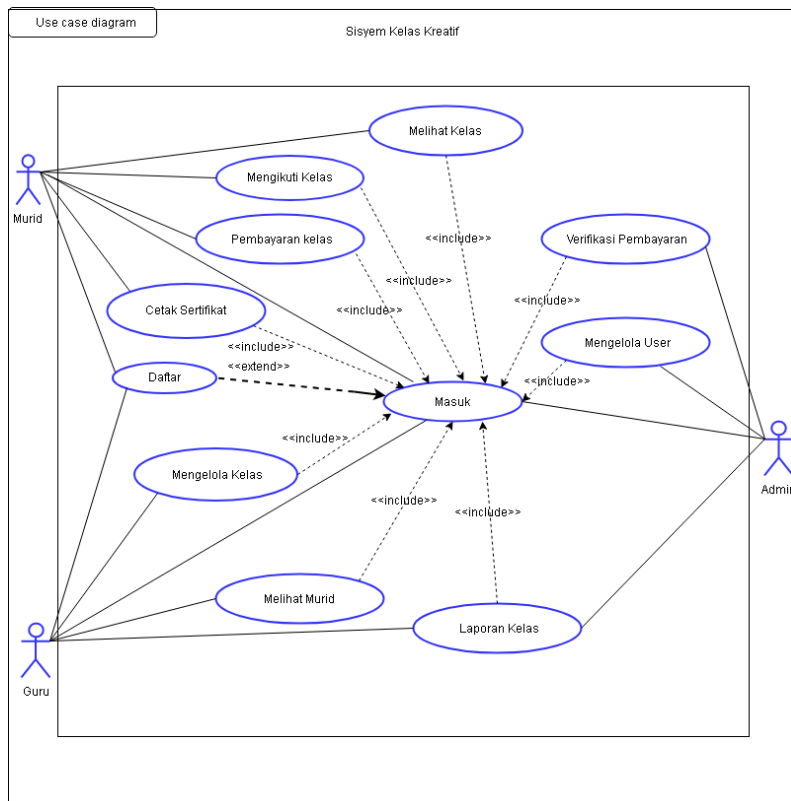 Use case diagram
Sisyem Kelas Kreatif
Melihat Kelas
Murid
Mengikuti Kelas
Pembayaran kelas
<<include>>
Verifikasi Pembayaran
<<include>>
<<include>>
Cetak Sertifikat
<<include>>
<<include>>
Mengelola User
<<extend>>
Daftar
<<include>>
Masuk
<<include>>
Mengelola Kelas
Admin
<<include>>
<<include>>
Melihat Murid
Laporan Kelas
Guru